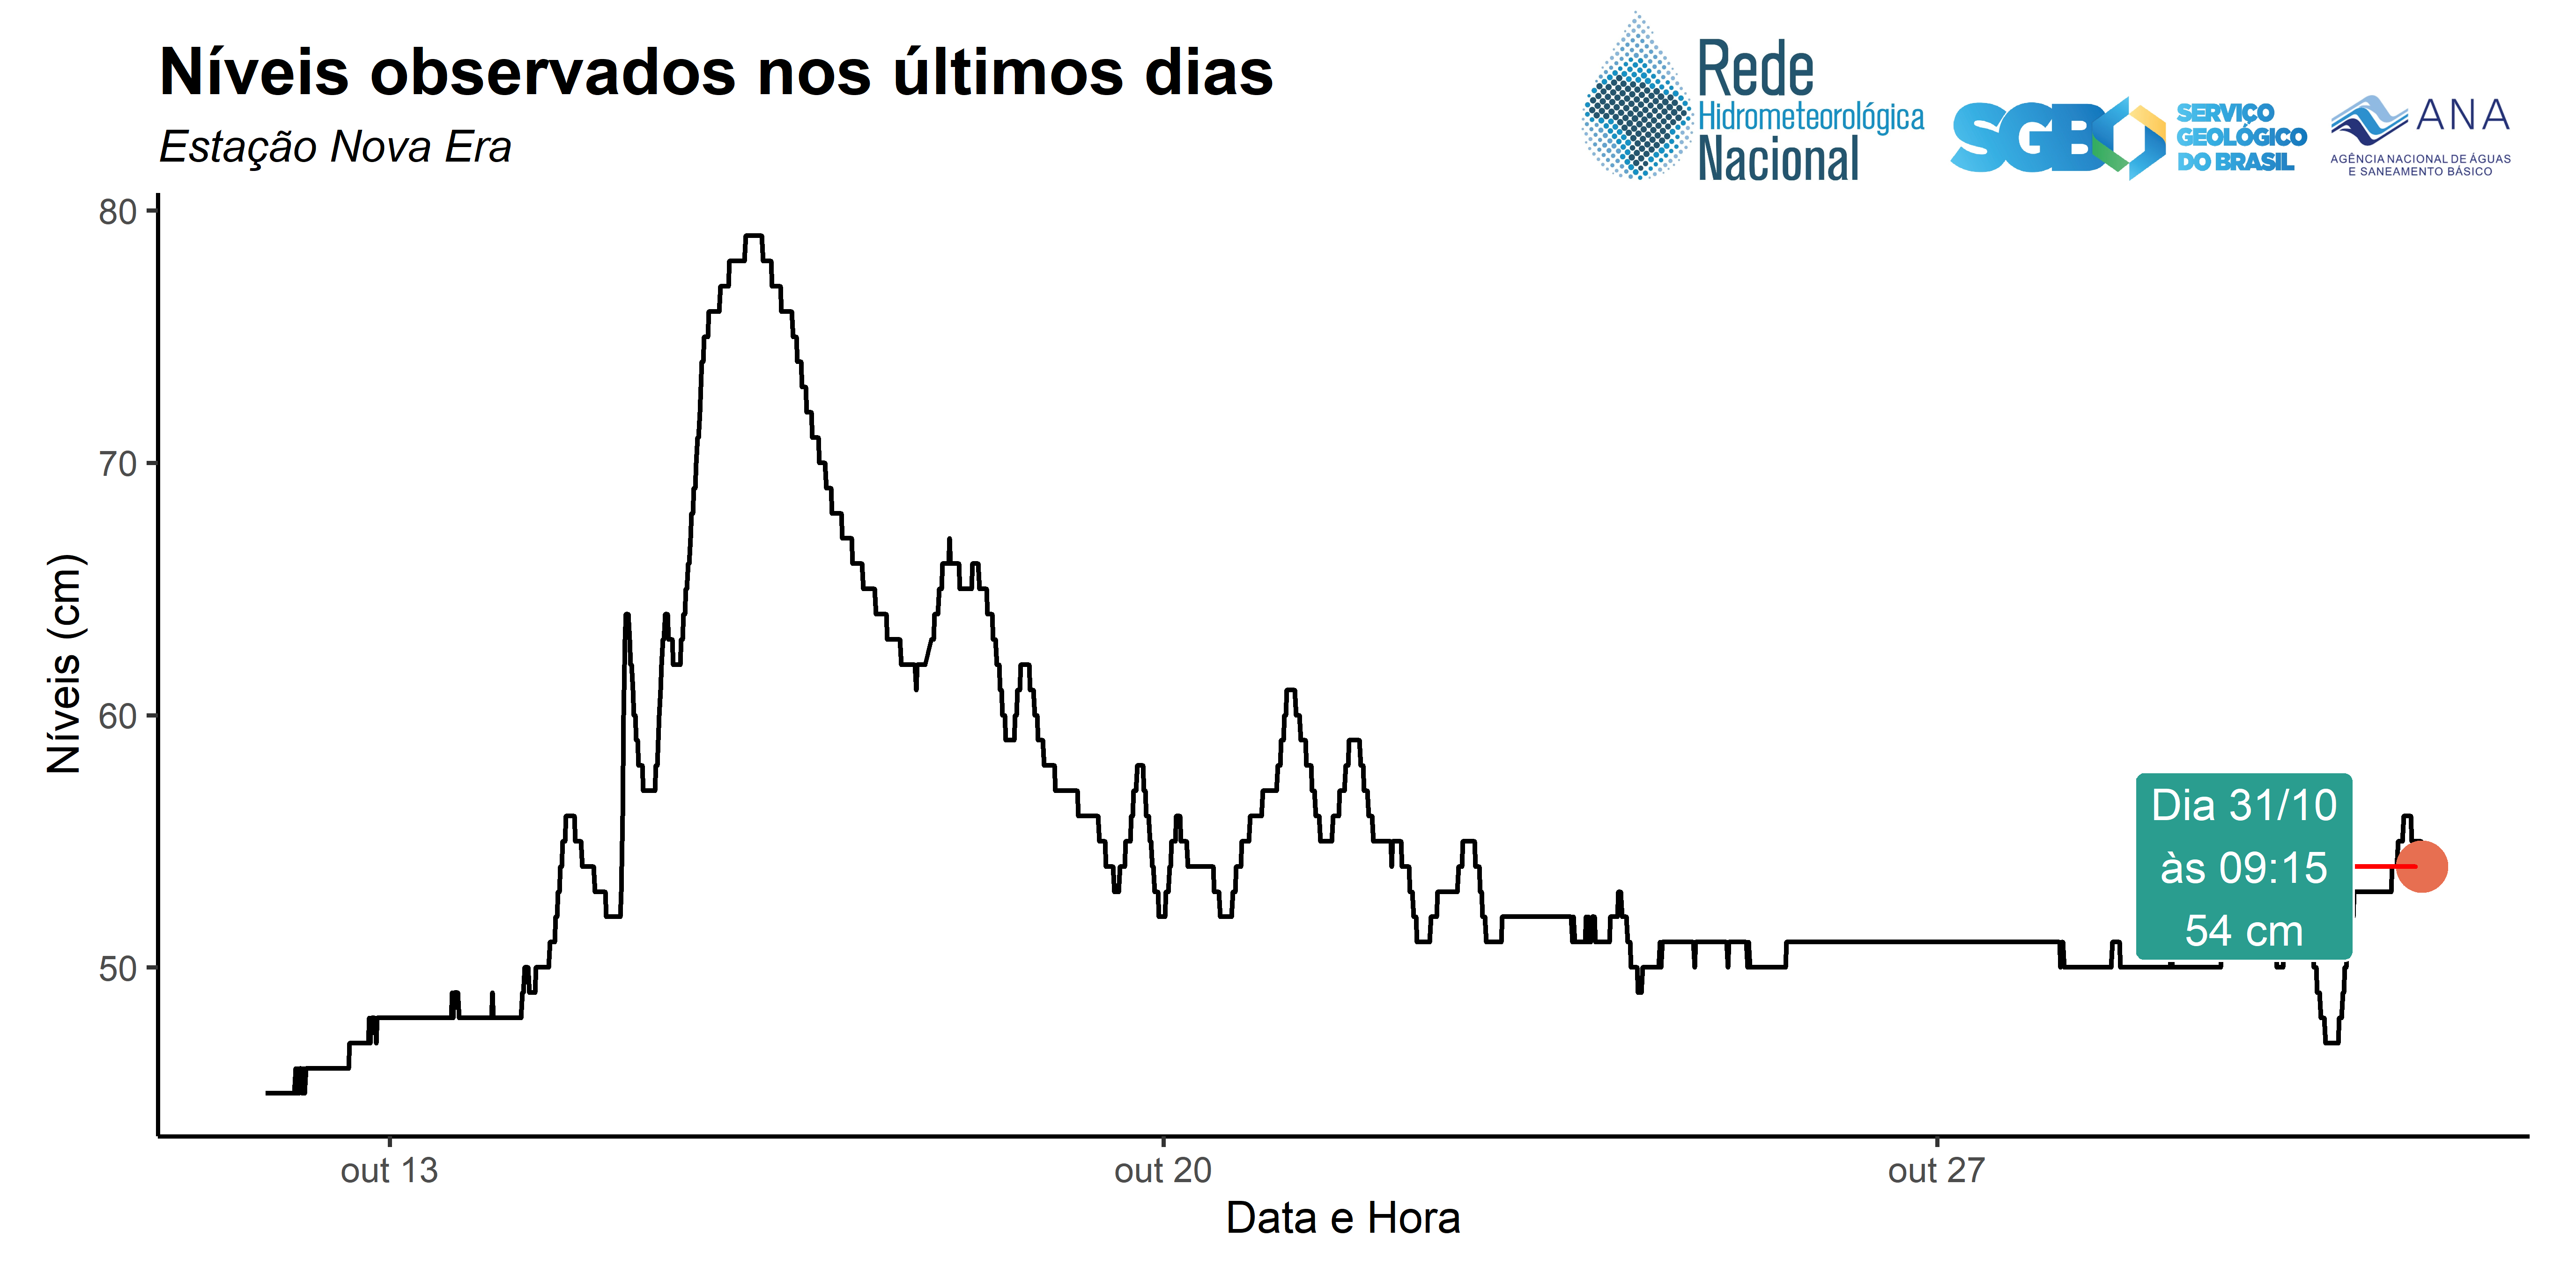 Níveis observados nos últimos dias
Estação Nova Era
Rede
Hidrometeorológica
Nacional
SGB
SERVIÇO
GEOLÓGICO
DO BRASIL
ANA
AGÊNCIA NACIONAL DE ÁGUAS
E SANEAMENTO BÁSICO
80
70
60
50
Níveis (cm)
Dia 31/10
às 09:15
54 cm
out 13
out 20
out 27
Data e Hora